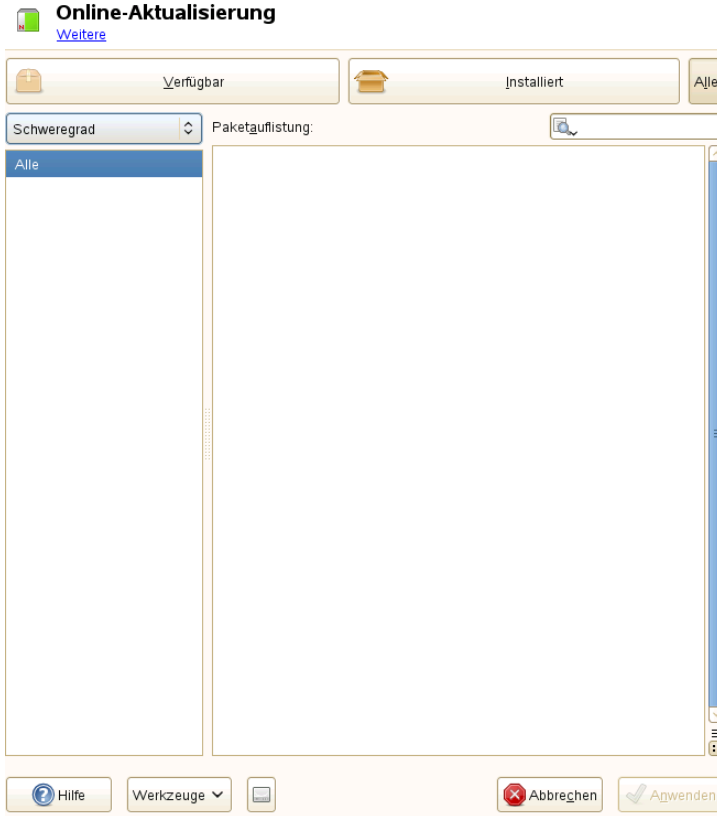 Online-Aktualisierung
Weitere
Verfügbar
Installiert
Alle
Schweregrad
Paketauflistung:
Alle
Hilfe
Werkzeuge
Abbrechen
Anwenden